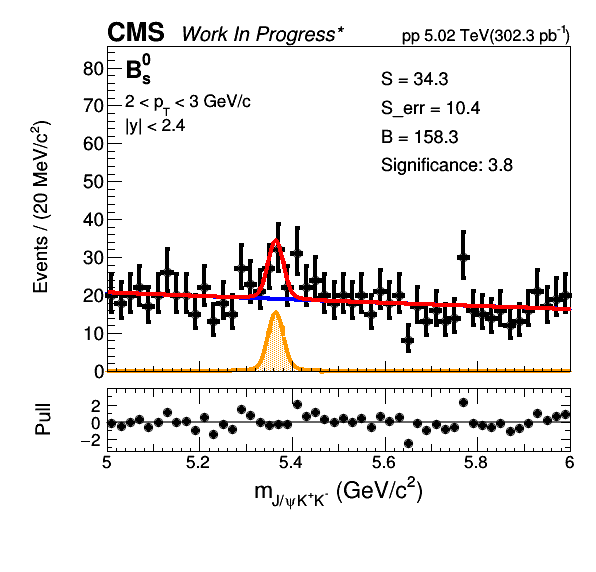 CMS Work In Progress* pp 5.02 TeV(302.3 pb⁻¹)
B⁰ₛ
2 < p_T < 3 GeV/c
|y| < 2.4
S = 34.3
S_err = 10.4
B = 158.3
Significance: 3.8
Events / (20 MeV/c²)
80
70
60
50
40
30
20
10
0
Pull
2
0
−2
5 5.2 5.4 5.6 5.8 6
m_{J/ψK⁺K⁻} (GeV/c²)